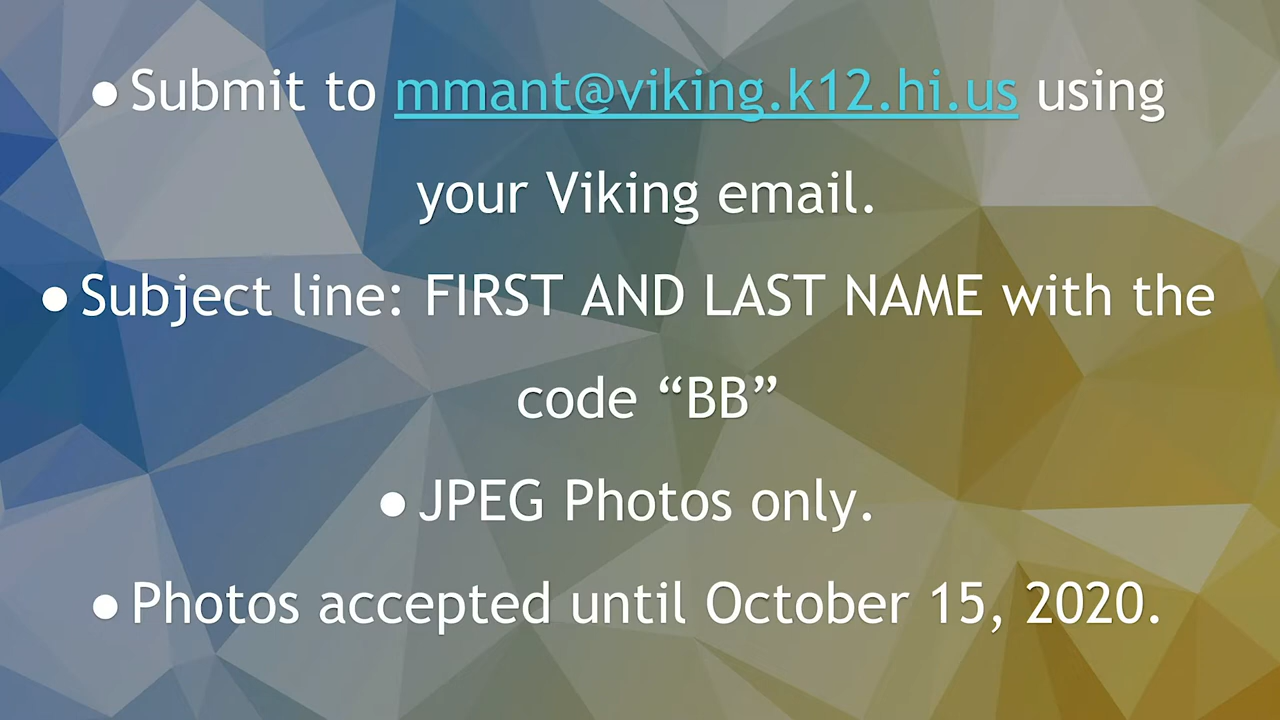 ●Submit to mmant@viking.k12.hi.us using
your Viking email.
●Subject line: FIRST AND LAST NAME with the
code “BB”
●JPEG Photos only.
●Photos accepted until October 15, 2020.